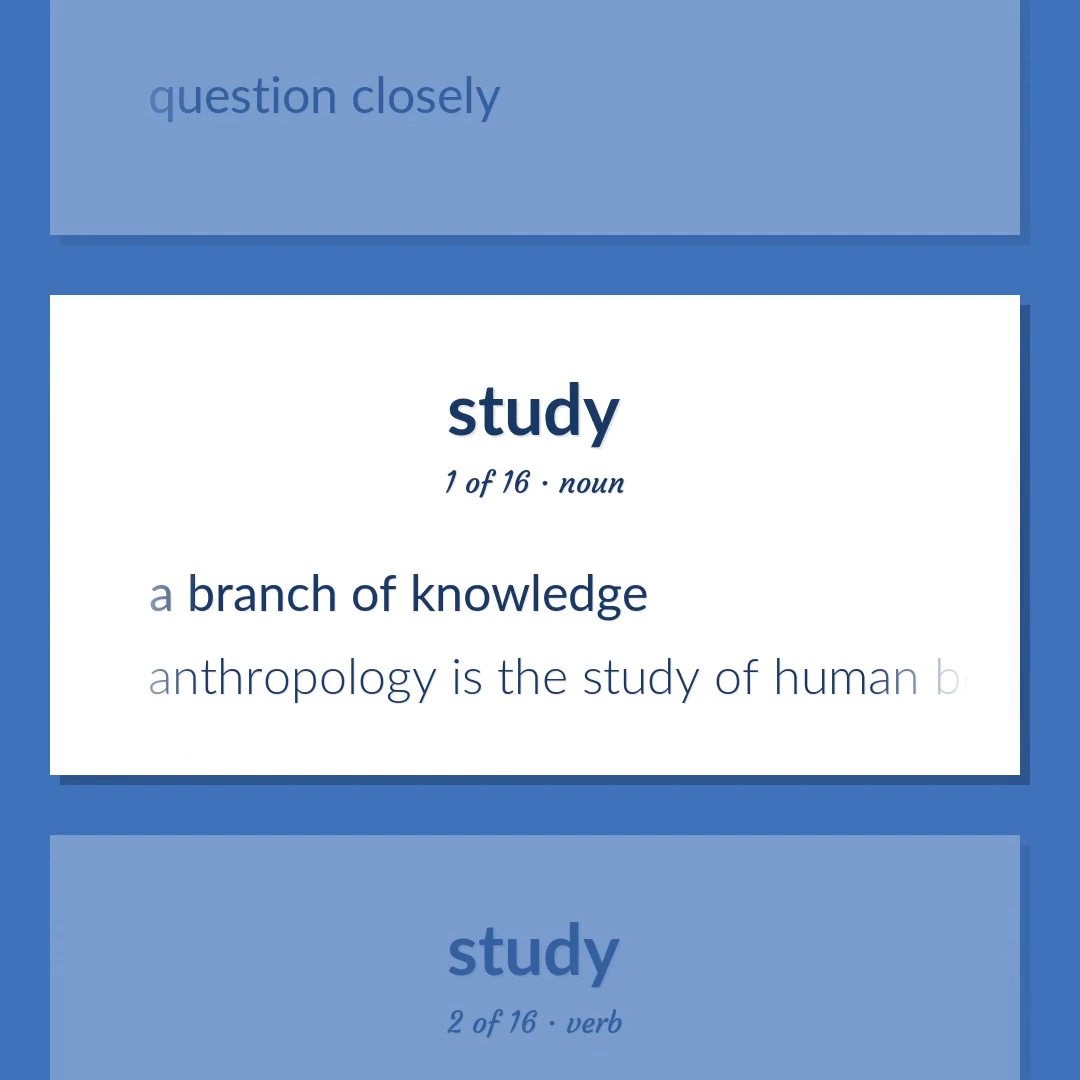 question closely
study
1 of 16 · noun
a branch of knowledge
anthropology is the study of human
study
2 of 16 · verb